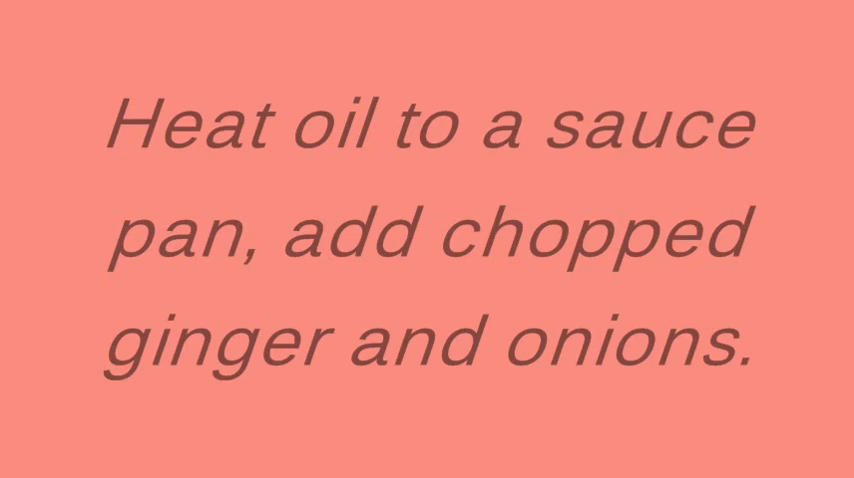 Heat oil to a sauce
pan, add chopped
ginger and onions.